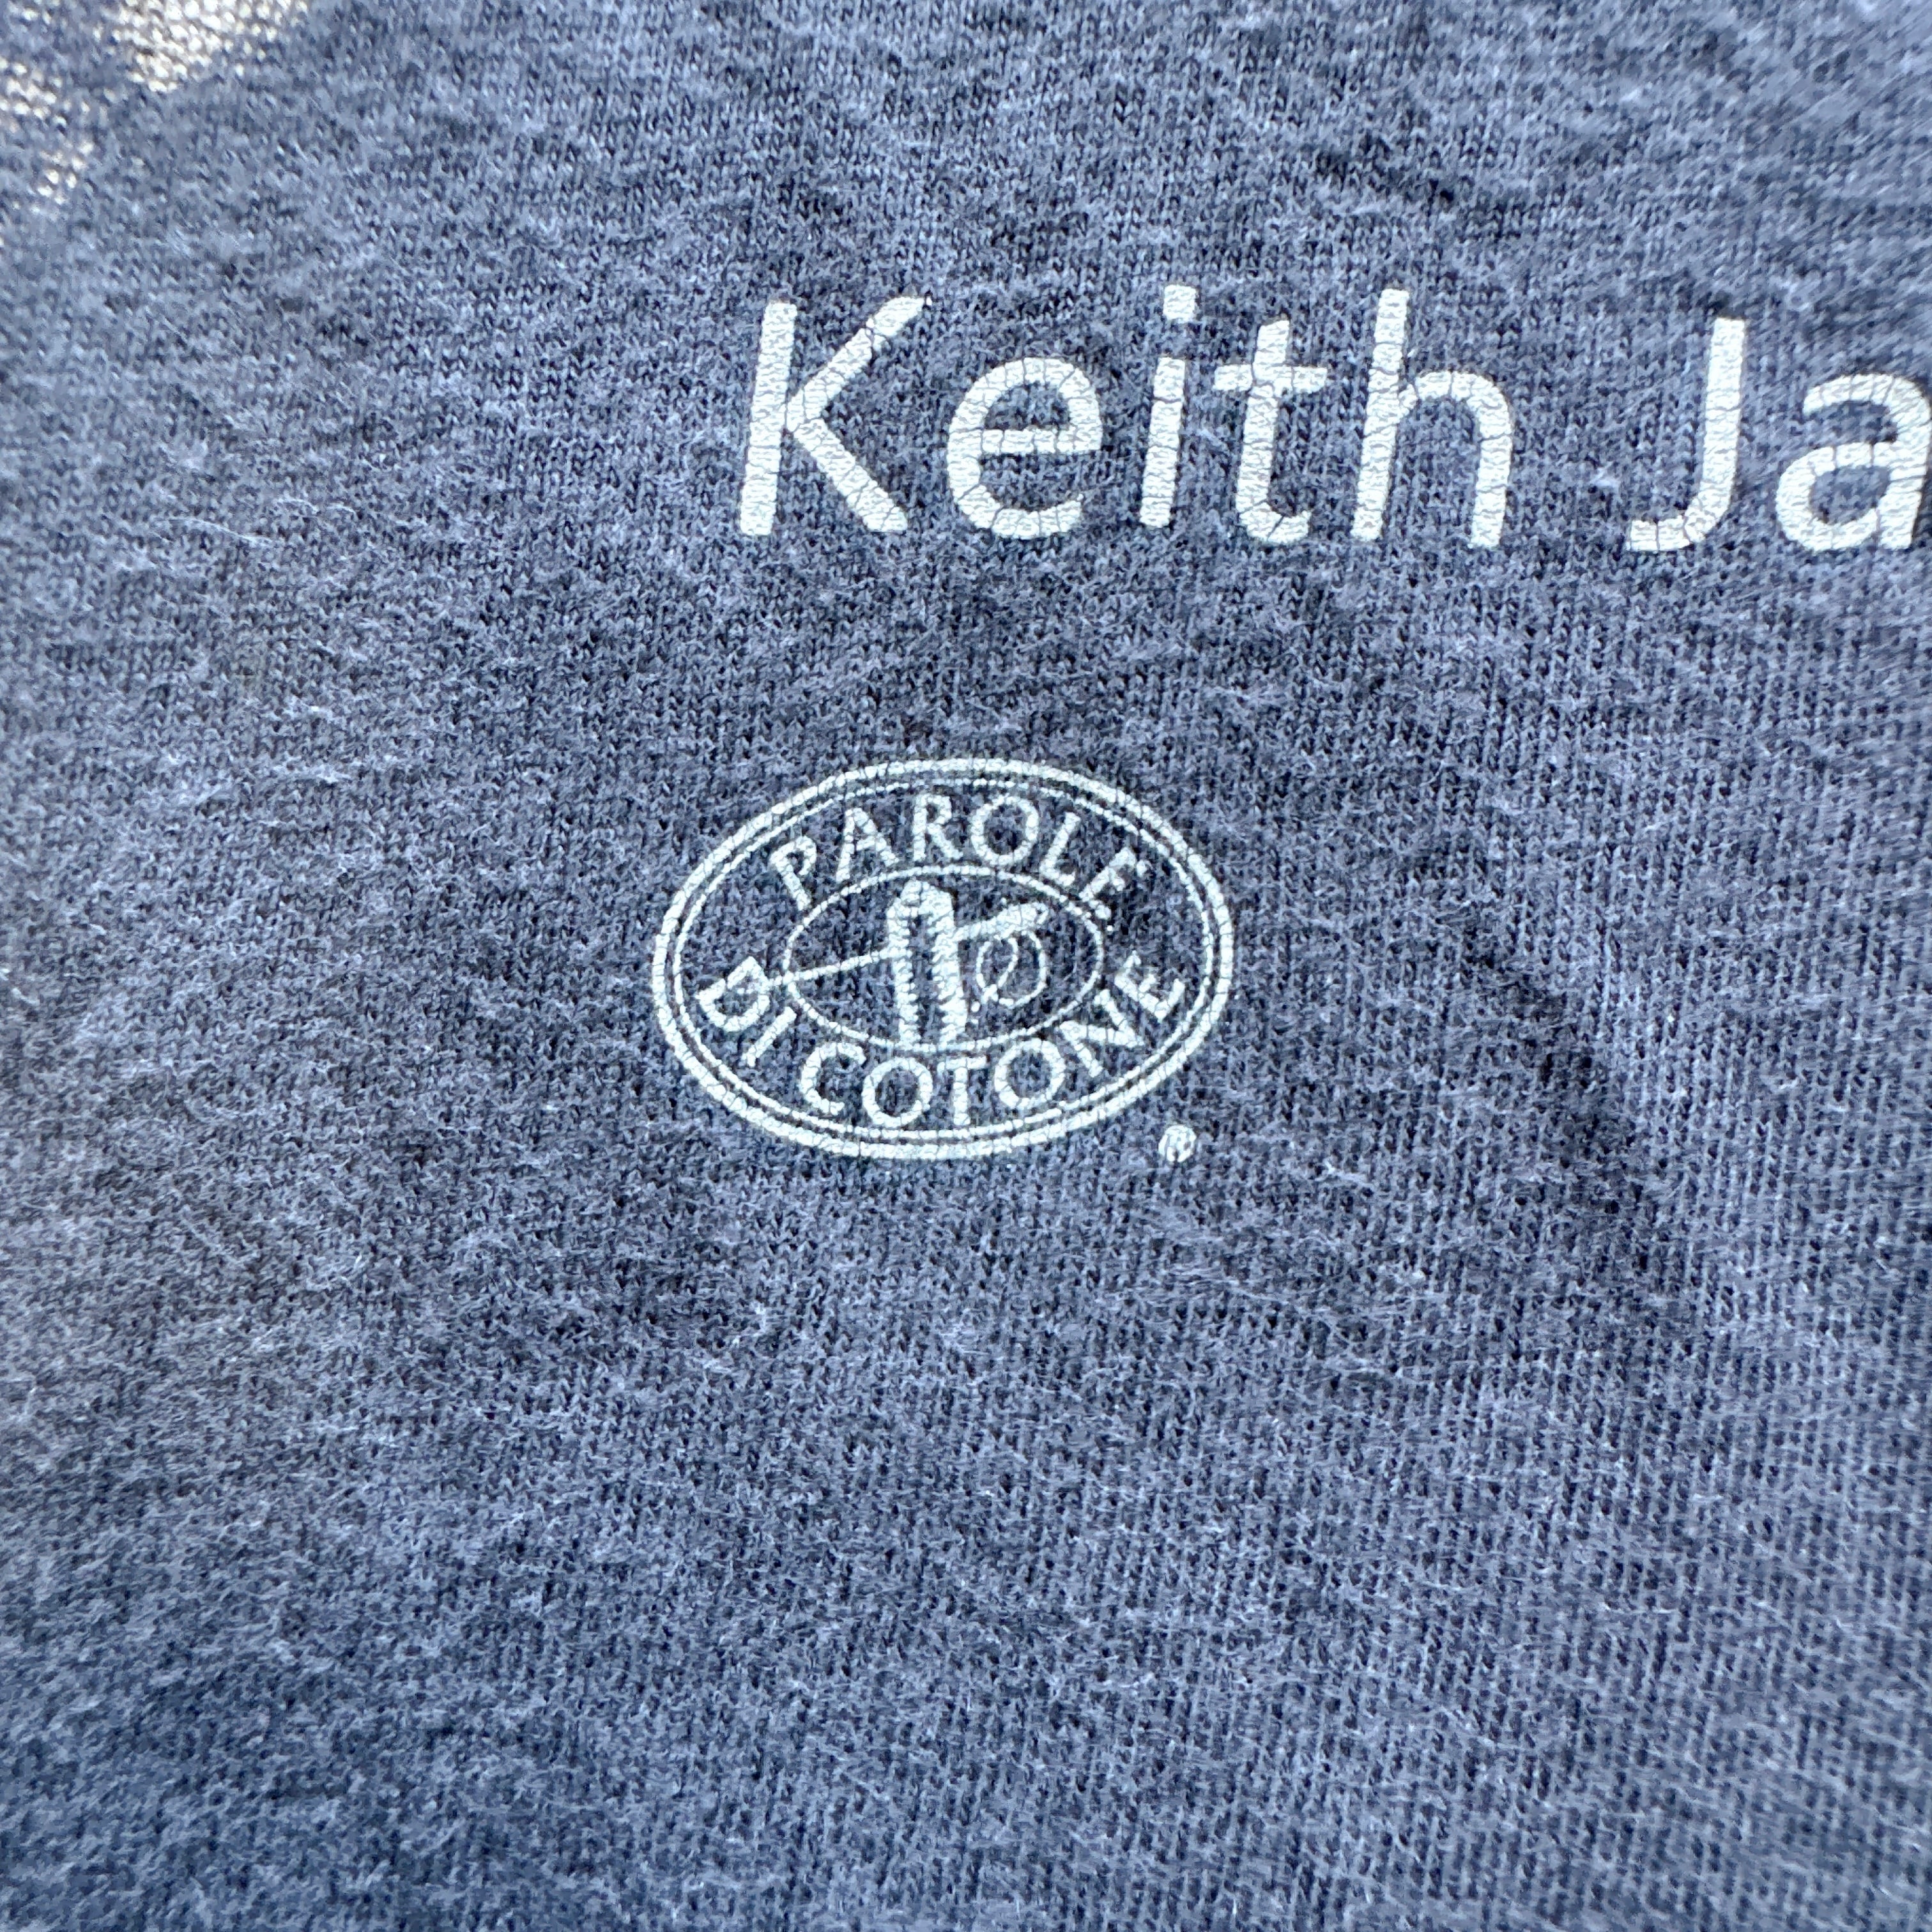 Keith Ja
PAROLE
DI COTONE
®